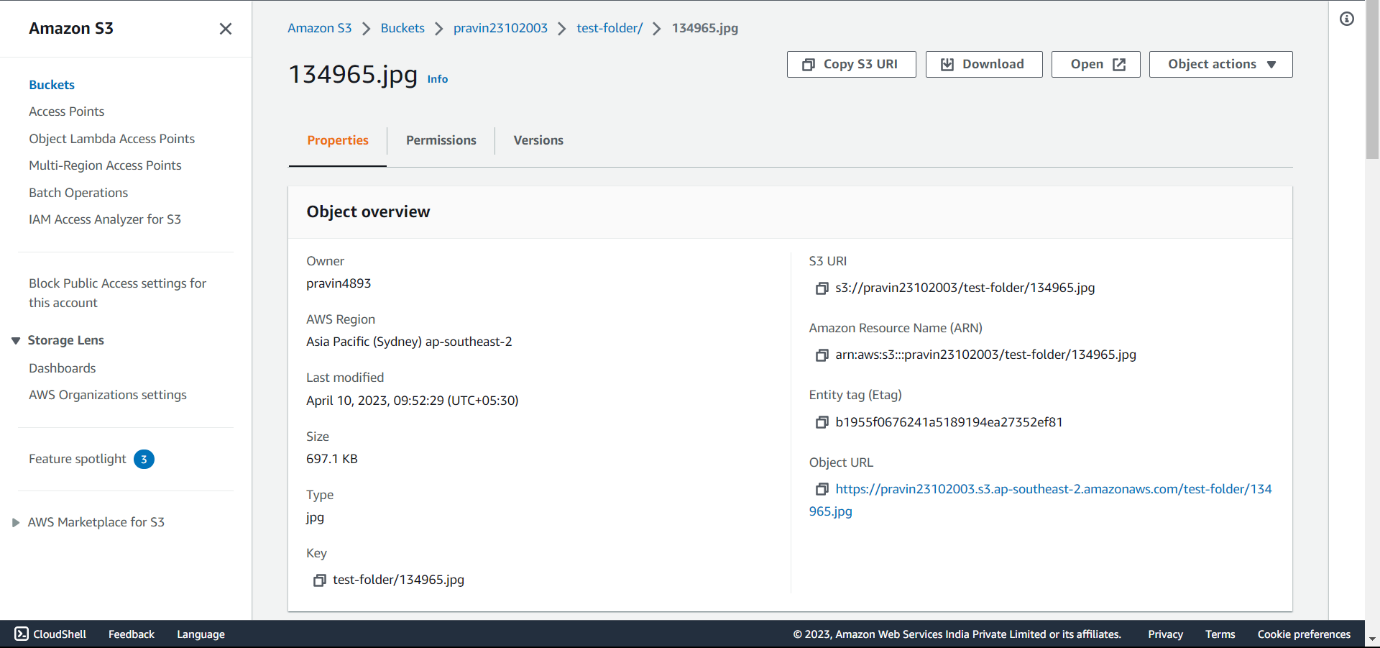 Amazon S3
Buckets
Access Points
Object Lambda Access Points
Multi-Region Access Points
Batch Operations
IAM Access Analyzer for S3
Block Public Access settings for
this account
Storage Lens
Dashboards
AWS Organizations settings
Feature spotlight 3
AWS Marketplace for S3
Amazon S3 > Buckets > pravin23102003 > test-folder/ > 134965.jpg
134965.jpg Info
Copy S3 URI Download Open Object actions
Properties Permissions Versions
Object overview
Owner
pravin4893
AWS Region
Asia Pacific (Sydney) ap-southeast-2
Last modified
April 10, 2023, 09:52:29 (UTC+05:30)
Size
697.1 KB
Type
jpg
Key
test-folder/134965.jpg
S3 URI
s3://pravin23102003/test-folder/134965.jpg
Amazon Resource Name (ARN)
arn:aws:s3:::pravin23102003/test-folder/134965.jpg
Entity tag (Etag)
b1955f0676241a5189194ea27352ef81
Object URL
https://pravin23102003.s3.ap-southeast-2.amazonaws.com/test-folder/134
965.jpg
CloudShell Feedback Language © 2023, Amazon Web Services India Private Limited or its affiliates. Privacy Terms Cookie preferences